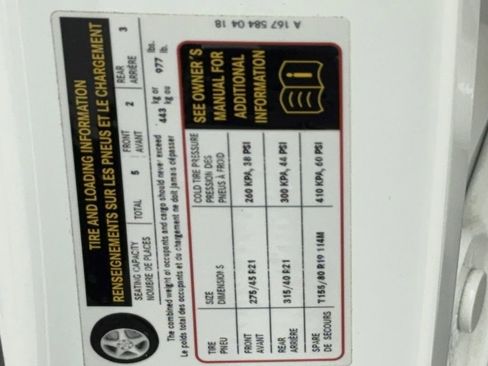 TIRE AND LOADING INFORMATION
RENSEIGNEMENTS SUR LES PNEUS ET LE CHARGEMENT
SEATING CAPACITY TOTAL 5 FRONT 2 REAR 3
NOMBRE DE PLACES AVANT ARRIÈRE
The combined weight of occupants and cargo should never exceed 443 kg or 977 lbs.
Le poids total des occupants et du chargement ne doit jamais dépasser kg ou lb.
TIRE SIZE COLD TIRE PRESSURE
PNEU DIMENSIONS PRESSION DES
PNEUS À FROID
FRONT 275/45 R21 260 KPA, 38 PSI
AVANT
REAR 315/40 R21 300 KPA, 44 PSI
ARRIÈRE
SPARE T155/80 R19 114M 410 KPA, 60 PSI
DE SECOURS
SEE OWNER'S
MANUAL FOR
ADDITIONAL
INFORMATION
A 167 584 04 18